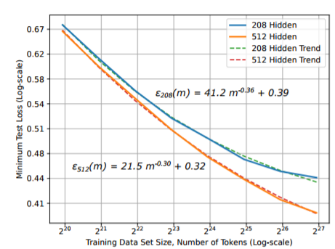 0.67
0.62
0.58
0.54
0.51
0.48
0.44
0.41
Minimum Test Loss (Log-scale)
208 Hidden
512 Hidden
208 Hidden Trend
512 Hidden Trend
ε208(m) = 41.2 m^-0.36 + 0.39
ε512(m) = 21.5 m^-0.30 + 0.32
2^20 2^21 2^22 2^23 2^24 2^25 2^26 2^27
Training Data Set Size, Number of Tokens (Log-scale)